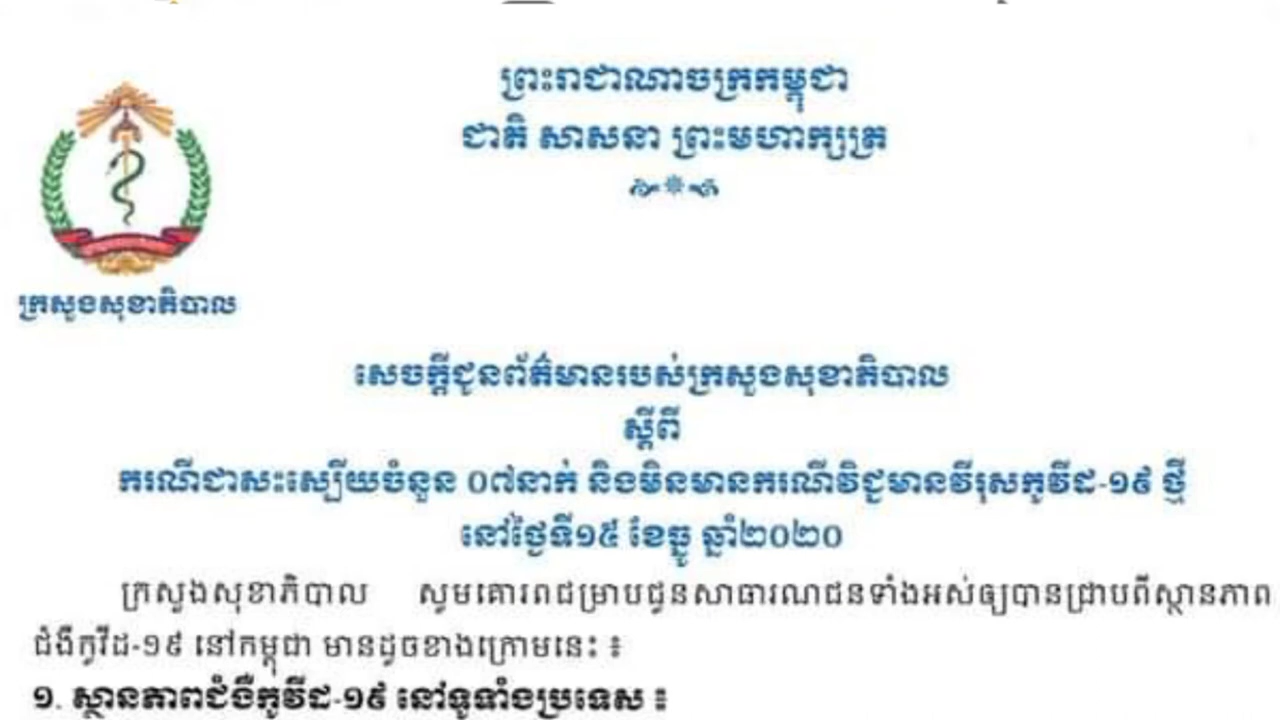 ព្រះរាជាណាចក្រកម្ពុជា
ជាតិ សាសនា ព្រះមហាក្សត្រ
ក្រសួងសុខាភិបាល
សេចក្តីជូនព័ត៌មានរបស់ក្រសួងសុខាភិបាល
ស្តីពី
ករណីជាសះស្បើយចំនួន ០៧នាក់ និងមិនមានករណីវិជ្ជមានវីរុសកូវីដ-១៩ ថ្មី
នៅថ្ងៃទី១៥ ខែធ្នូ ឆ្នាំ២០២០
ក្រសួងសុខាភិបាល សូមគោរពជម្រាបជូនសាធារណជនទាំងអស់ឲ្យបានជ្រាបពីស្ថានភាព
ជំងឺកូវីដ-១៩ នៅកម្ពុជា មានដូចខាងក្រោមនេះ ៖
១. ស្ថានភាពជំងឺកូវីដ-១៩ នៅទូទាំងប្រទេស ៖